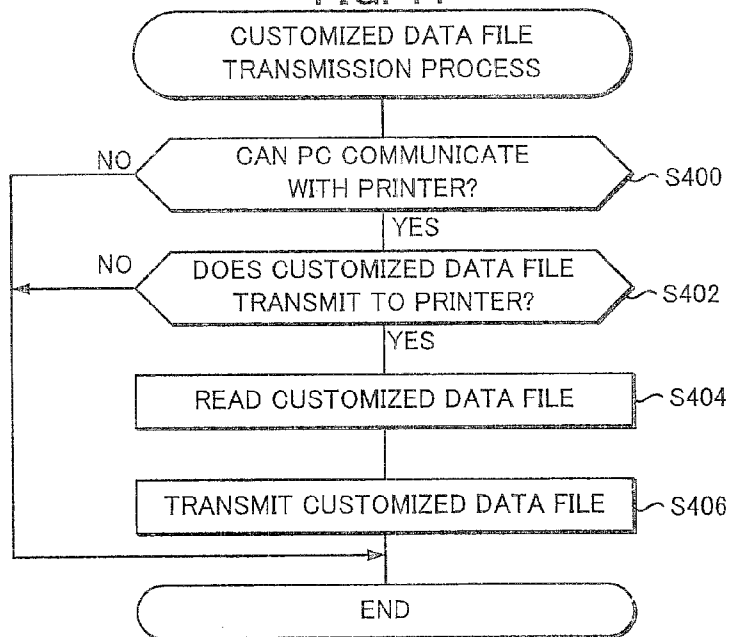 CUSTOMIZED DATA FILE
TRANSMISSION PROCESS
NO
CAN PC COMMUNICATE
WITH PRINTER?
S400
YES
NO
DOES CUSTOMIZED DATA FILE
TRANSMIT TO PRINTER?
S402
YES
READ CUSTOMIZED DATA FILE
S404
TRANSMIT CUSTOMIZED DATA FILE
S406
END